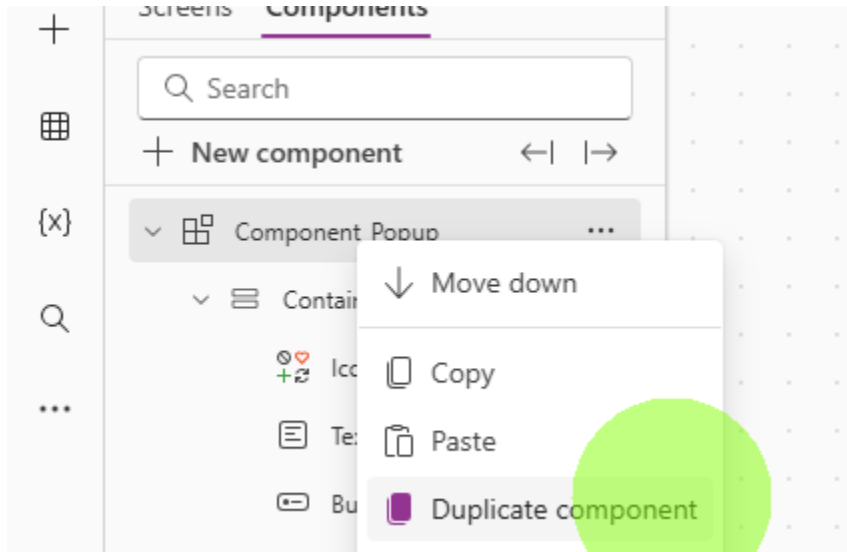 Screens Components
Search
New component
{x}
Component Popup
Move down
Copy
Paste
Duplicate component